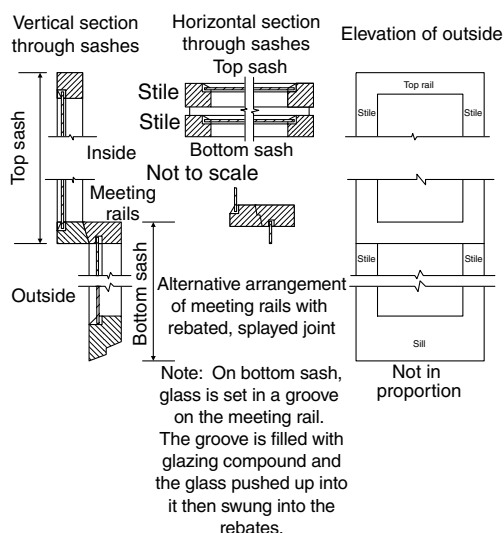 Vertical section
through sashes
Horizontal section
through sashes
Elevation of outside
Top sash
Stile
Stile
Bottom sash
Not to scale
Top sash
Inside
Meeting
rails
Outside
Bottom sash
Alternative arrangement
of meeting rails with
rebated, splayed joint
Note: On bottom sash,
glass is set in a groove
on the meeting rail.
The groove is filled with
glazing compound and
the glass pushed up into
it then swung into the
rebates.
Top rail
Stile
Stile
Stile
Stile
Sill
Not in
proportion